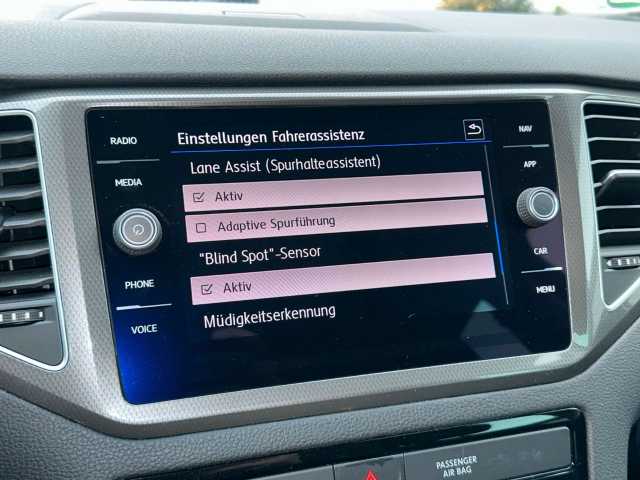 RADIO
MEDIA
PHONE
VOICE
Einstellungen Fahrerassistenz
Lane Assist (Spurhalteassistent)
Aktiv
Adaptive Spurführung
"Blind Spot"-Sensor
Aktiv
Müdigkeitserkennung
NAV
APP
CAR
MENU
PASSENGER
AIR BAG